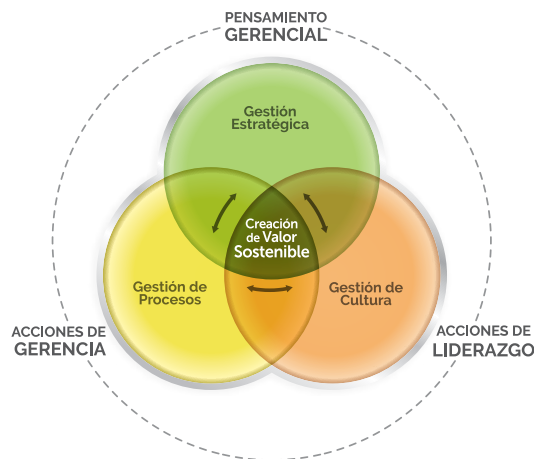 PENSAMIENTO
GERENCIAL
Gestión
Estratégica
Creación
de Valor
Sostenible
Gestión de
Procesos
Gestión de
Cultura
ACCIONES DE
GERENCIA
ACCIONES DE
LIDERAZGO